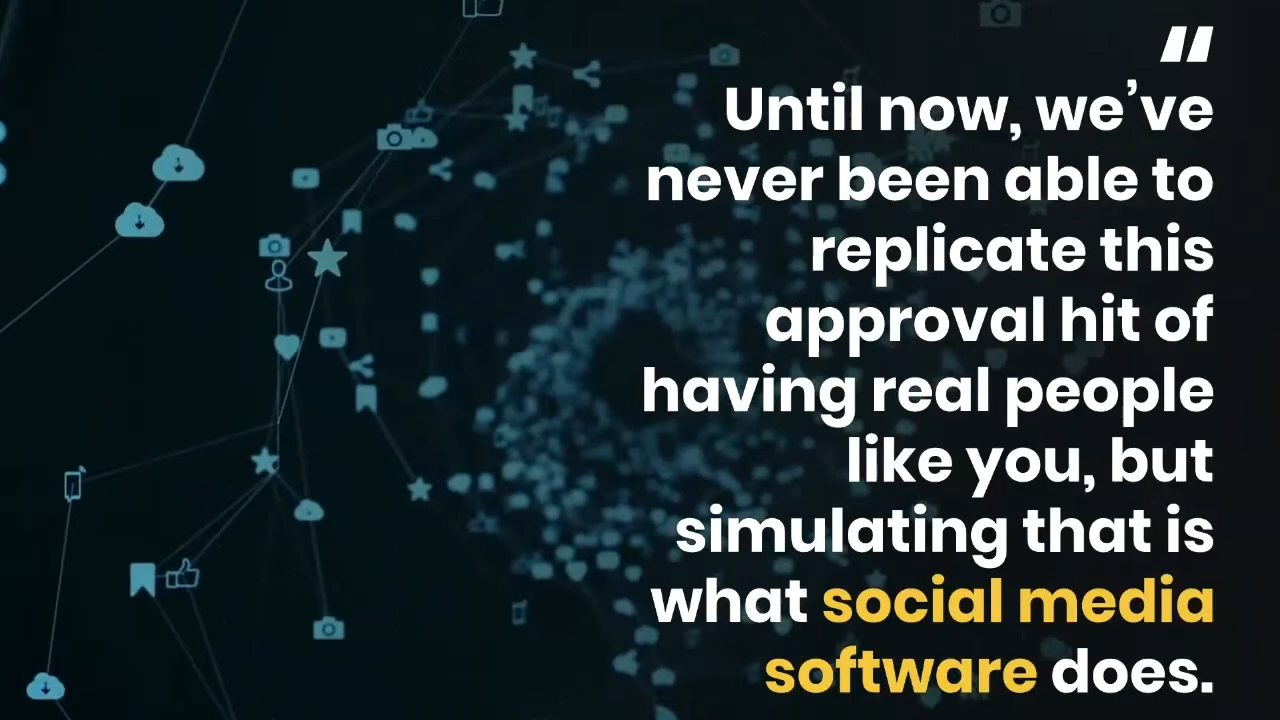 "
Until now, we’ve
never been able to
replicate this
approval hit of
having real people
like you, but
simulating that is
what social media
software does.